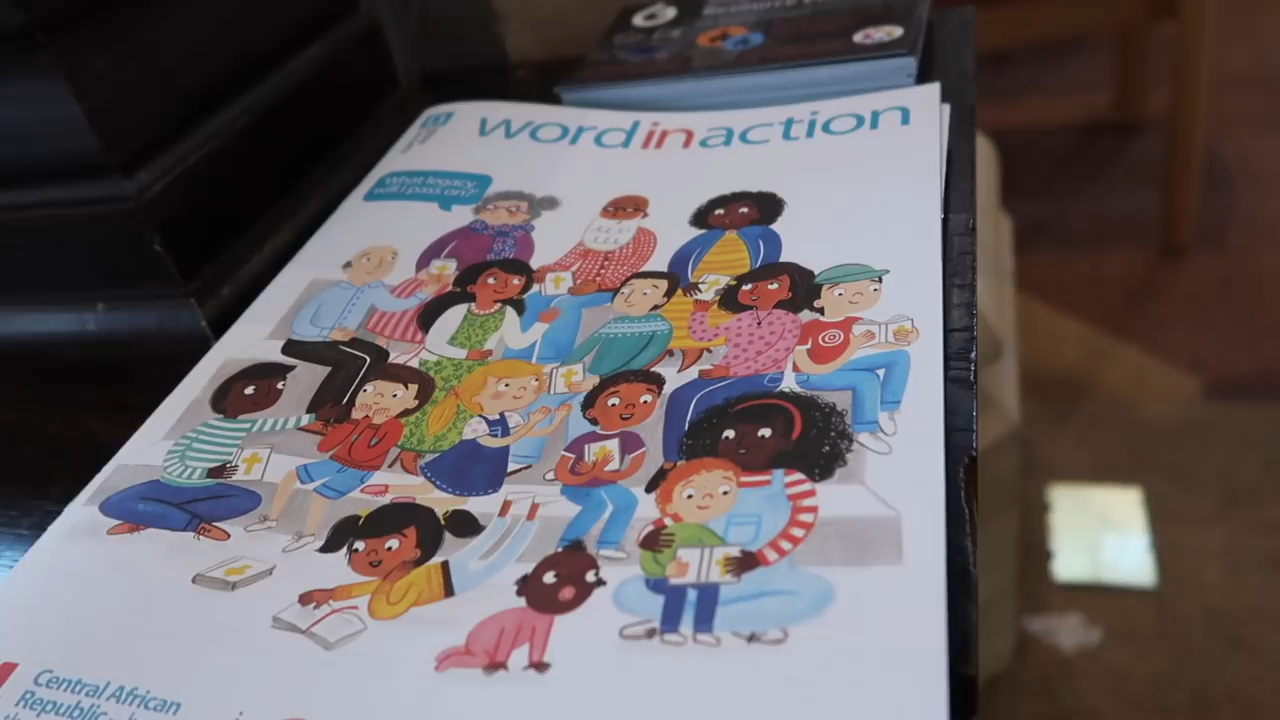 wordinaction
What legacy
will I pass on?
Central African
Republic